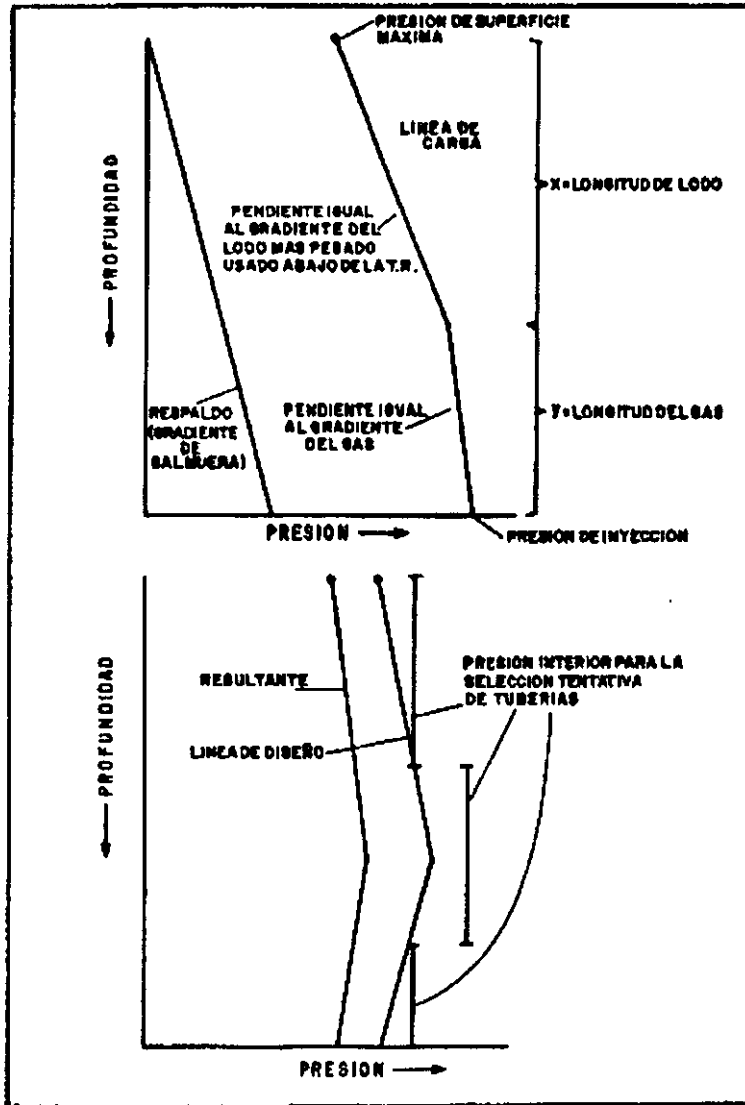 PRESION DE SUPERFICIE
MAXIMA
LINEA DE
CARGA
X=LONGITUD DE LODO
PENDIENTE IGUAL
AL GRADIENTE DEL
LODO MAS PESADO
USADO ABAJO DE LA T.R.
← PROFUNDIDAD
RESPALDO
(GRADIENTE
DE
SALMUERA)
PENDIENTE IGUAL
AL GRADIENTE
DEL GAS
Y=LONGITUD DEL GAS
PRESION →
PRESIÓN DE INYECCIÓN
← PROFUNDIDAD
RESULTANTE
PRESION INTERIOR PARA LA
SELECCION TENTATIVA
DE TUBERIAS
LINEA DE DISEÑO
PRESION →